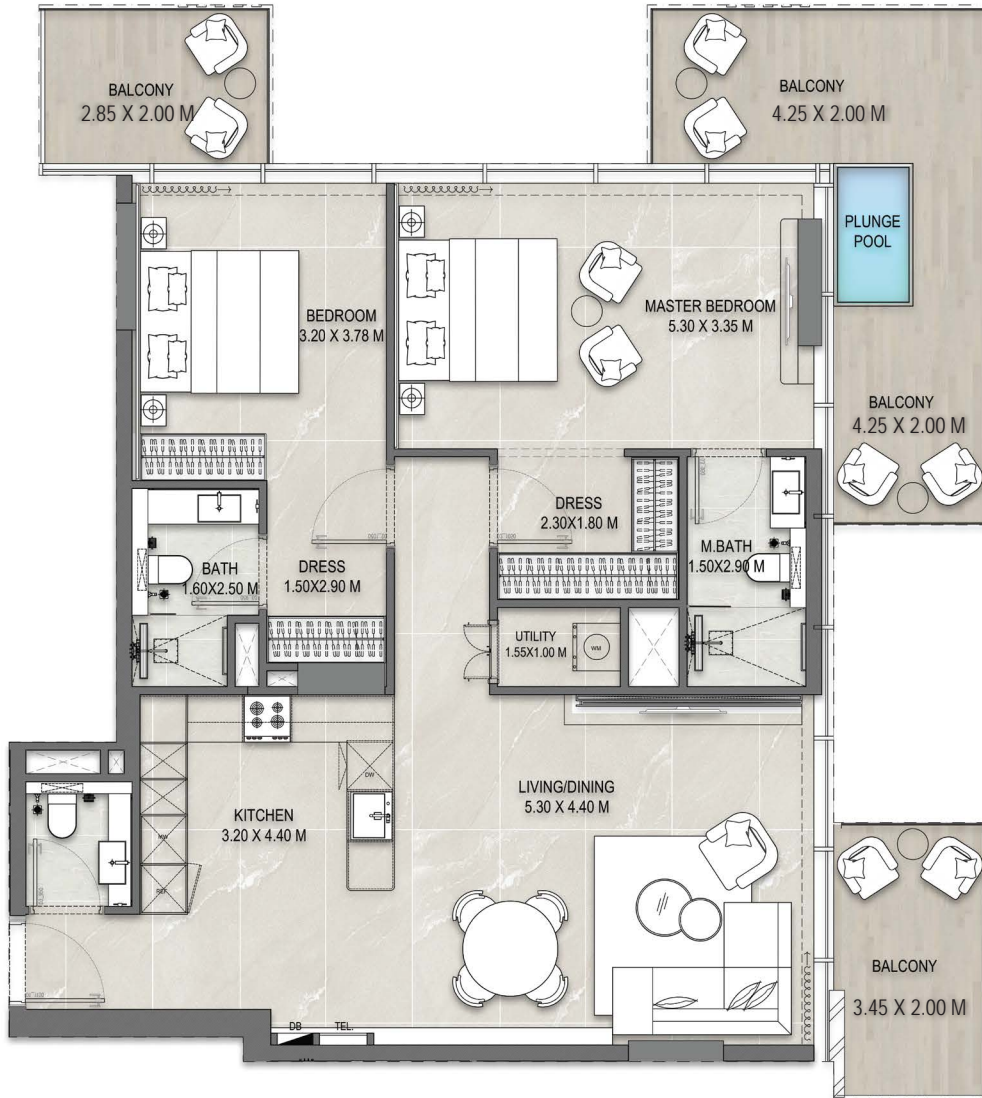 BALCONY
2.85 X 2.00 M
BALCONY
4.25 X 2.00 M
PLUNGE
POOL
BEDROOM
3.20 X 3.78 M
MASTER BEDROOM
5.30 X 3.35 M
BALCONY
4.25 X 2.00 M
DRESS
2.30X1.80 M
BATH
1.60X2.50 M
DRESS
1.50X2.90 M
M.BATH
1.50X2.90 M
UTILITY
1.55X1.00 M
WM
DW
LIVING/DINING
5.30 X 4.40 M
KITCHEN
3.20 X 4.40 M
MW
REF
BALCONY
3.45 X 2.00 M
DB
TEL.